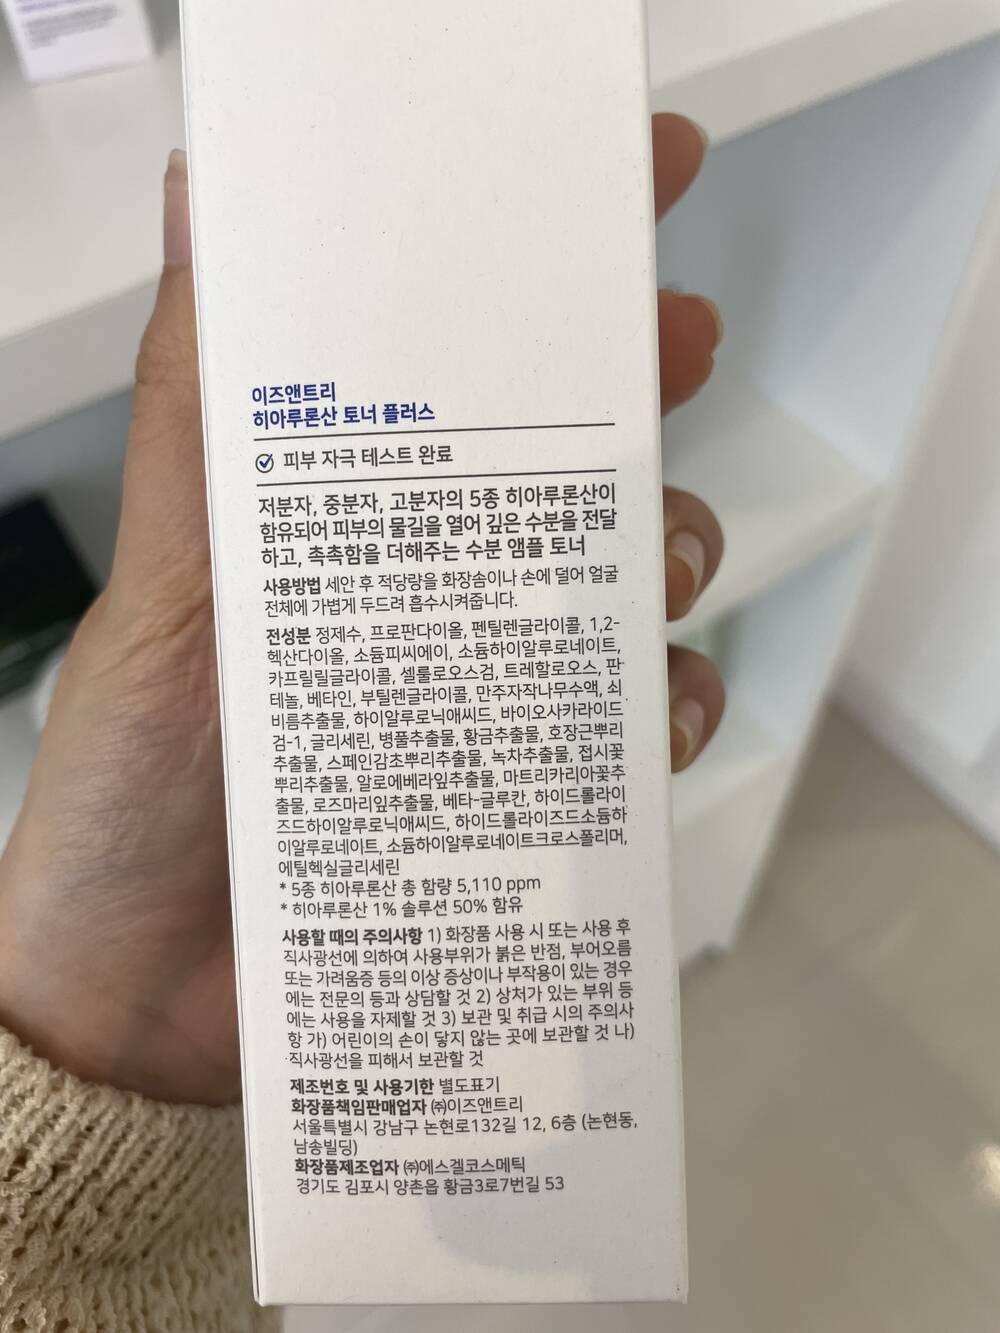 이즈앤트리
히아루론산 토너 플러스
피부 자극 테스트 완료
저분자, 중분자, 고분자의 5종 히아루론산이
함유되어 피부의 물길을 열어 깊은 수분을 전달
하고, 촉촉함을 더해주는 수분 앰플 토너
사용방법 세안 후 적당량을 화장솜이나 손에 덜어 얼굴
전체에 가볍게 두드려 흡수시켜줍니다.
전성분 정제수, 프로판다이올, 펜틸렌글라이콜, 1,2-
헥산다이올, 소듐피씨에이, 소듐하이알루로네이트,
카프릴릴글라이콜, 셀룰로오스검, 트레할로오스, 판
테놀, 베타인, 부틸렌글라이콜, 만주자작나무수액, 쇠
비름추출물, 하이알루로닉애씨드, 바이오사카라이드
검-1, 글리세린, 병풀추출물, 황금추출물, 호장근뿌리
추출물, 스페인감초뿌리추출물, 녹차추출물, 접시꽃
뿌리추출물, 알로에베라잎추출물, 마트리카리아꽃추
출물, 로즈마리잎추출물, 베타-글루칸, 하이드롤라이
즈드하이알루로닉애씨드, 하이드롤라이즈드소듐하
이알루로네이트, 소듐하이알루로네이트크로스폴리머,
에틸헥실글리세린
* 5종 히아루론산 총 함량 5,110 ppm
* 히아루론산 1% 솔루션 50% 함유
사용할 때의 주의사항 1) 화장품 사용 시 또는 사용 후
직사광선에 의하여 사용부위가 붉은 반점, 부어오름
또는 가려움증 등의 이상 증상이나 부작용이 있는 경우
에는 전문의 등과 상담할 것 2) 상처가 있는 부위 등
에는 사용을 자제할 것 3) 보관 및 취급 시의 주의사
항 가) 어린이의 손이 닿지 않는 곳에 보관할 것 나)
직사광선을 피해서 보관할 것
제조번호 및 사용기한 별도표기
화장품책임판매업자 ㈜이즈앤트리
서울특별시 강남구 논현로132길 12, 6층 (논현동,
남송빌딩)
화장품제조업자 ㈜에스겔코스메틱
경기도 김포시 양촌읍 황금3로7번길 53